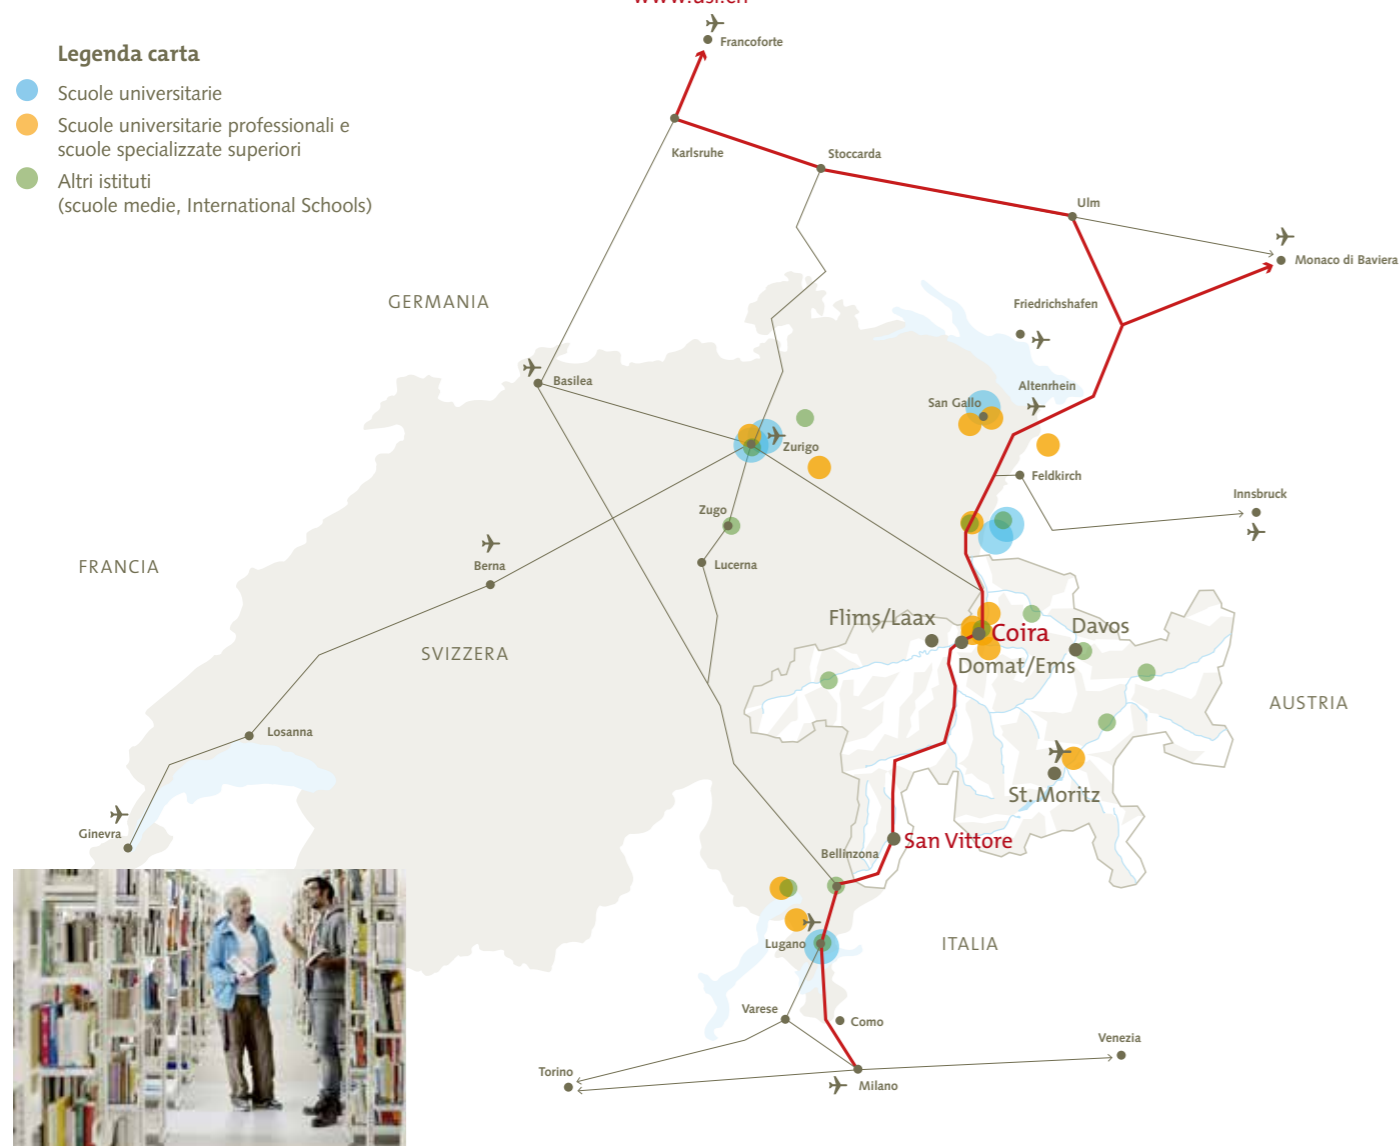 www.usi.ch
Legenda carta
Scuole universitarie
Scuole universitarie professionali e
scuole specializzate superiori
Altri istituti
(scuole medie, International Schools)
Francoforte
Karlsruhe
Stoccarda
Ulm
Monaco di Baviera
GERMANIA
Friedrichshafen
Basilea
Altenrhein
San Gallo
Zurigo
Feldkirch
Innsbruck
Zugo
FRANCIA
Berna
Lucerna
Flims/Laax
Coira
Davos
SVIZZERA
Domat/Ems
AUSTRIA
Losanna
St. Moritz
Ginevra
San Vittore
Bellinzona
Lugano
ITALIA
Varese
Como
Venezia
Torino
Milano